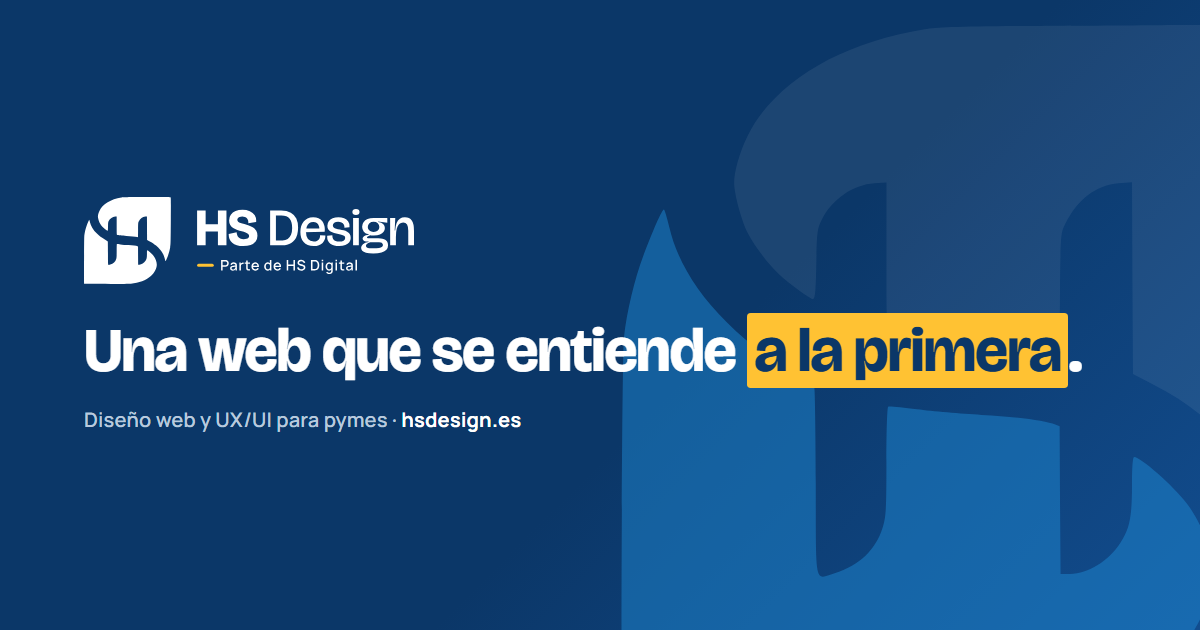 HS Design
Parte de HS Digital
Una web que se entiende a la primera.
Diseño web y UX/UI para pymes · hsdesign.es